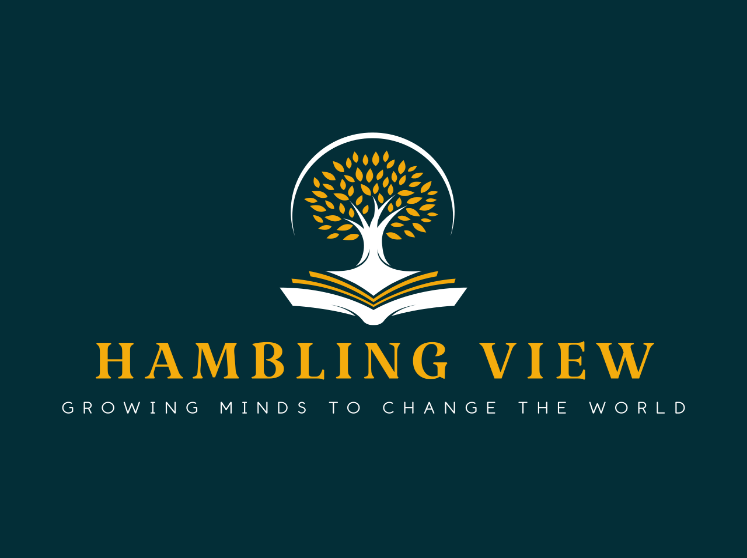 HAMBLING VIEW
GROWING MINDS TO CHANGE THE WORLD